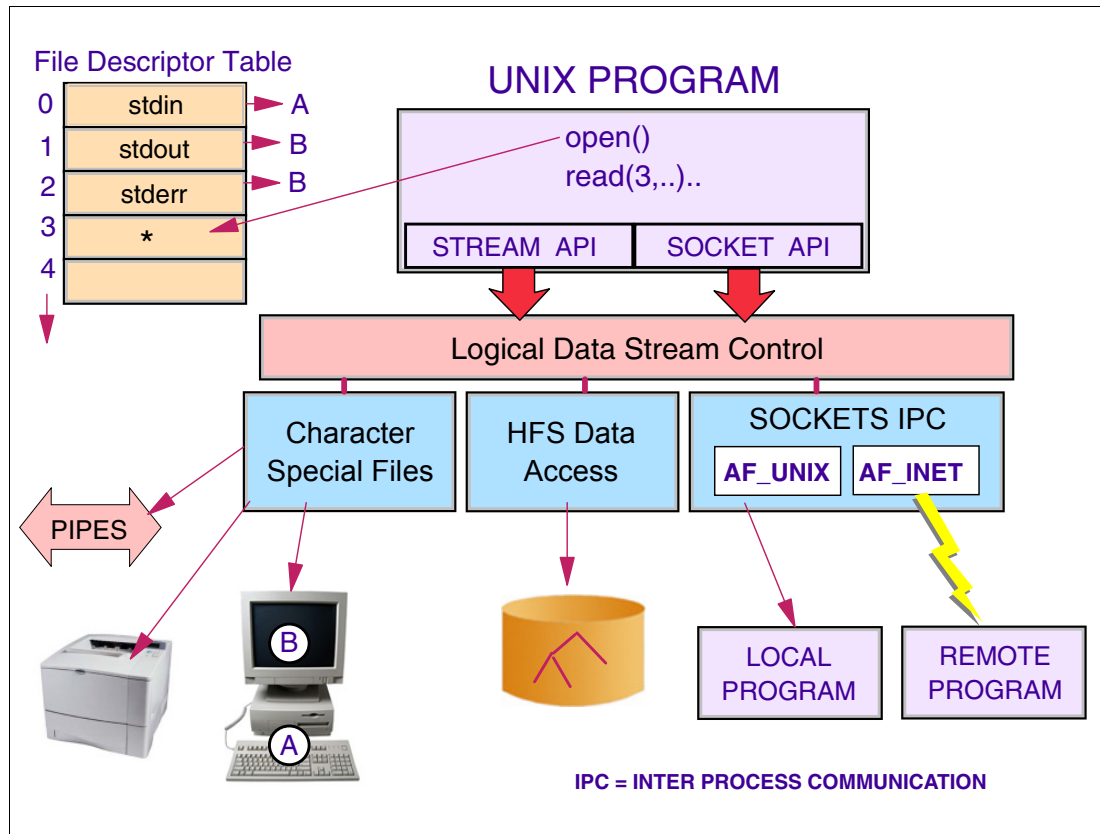 File Descriptor Table
0
stdin
A
1
stdout
B
2
stderr
B
3
*
4
UNIX PROGRAM
open()
read(3,..)..
STREAM API
SOCKET API
Logical Data Stream Control
Character
Special Files
HFS Data
Access
SOCKETS IPC
AF_UNIX
AF_INET
PIPES
B
A
LOCAL
PROGRAM
REMOTE
PROGRAM
IPC = INTER PROCESS COMMUNICATION